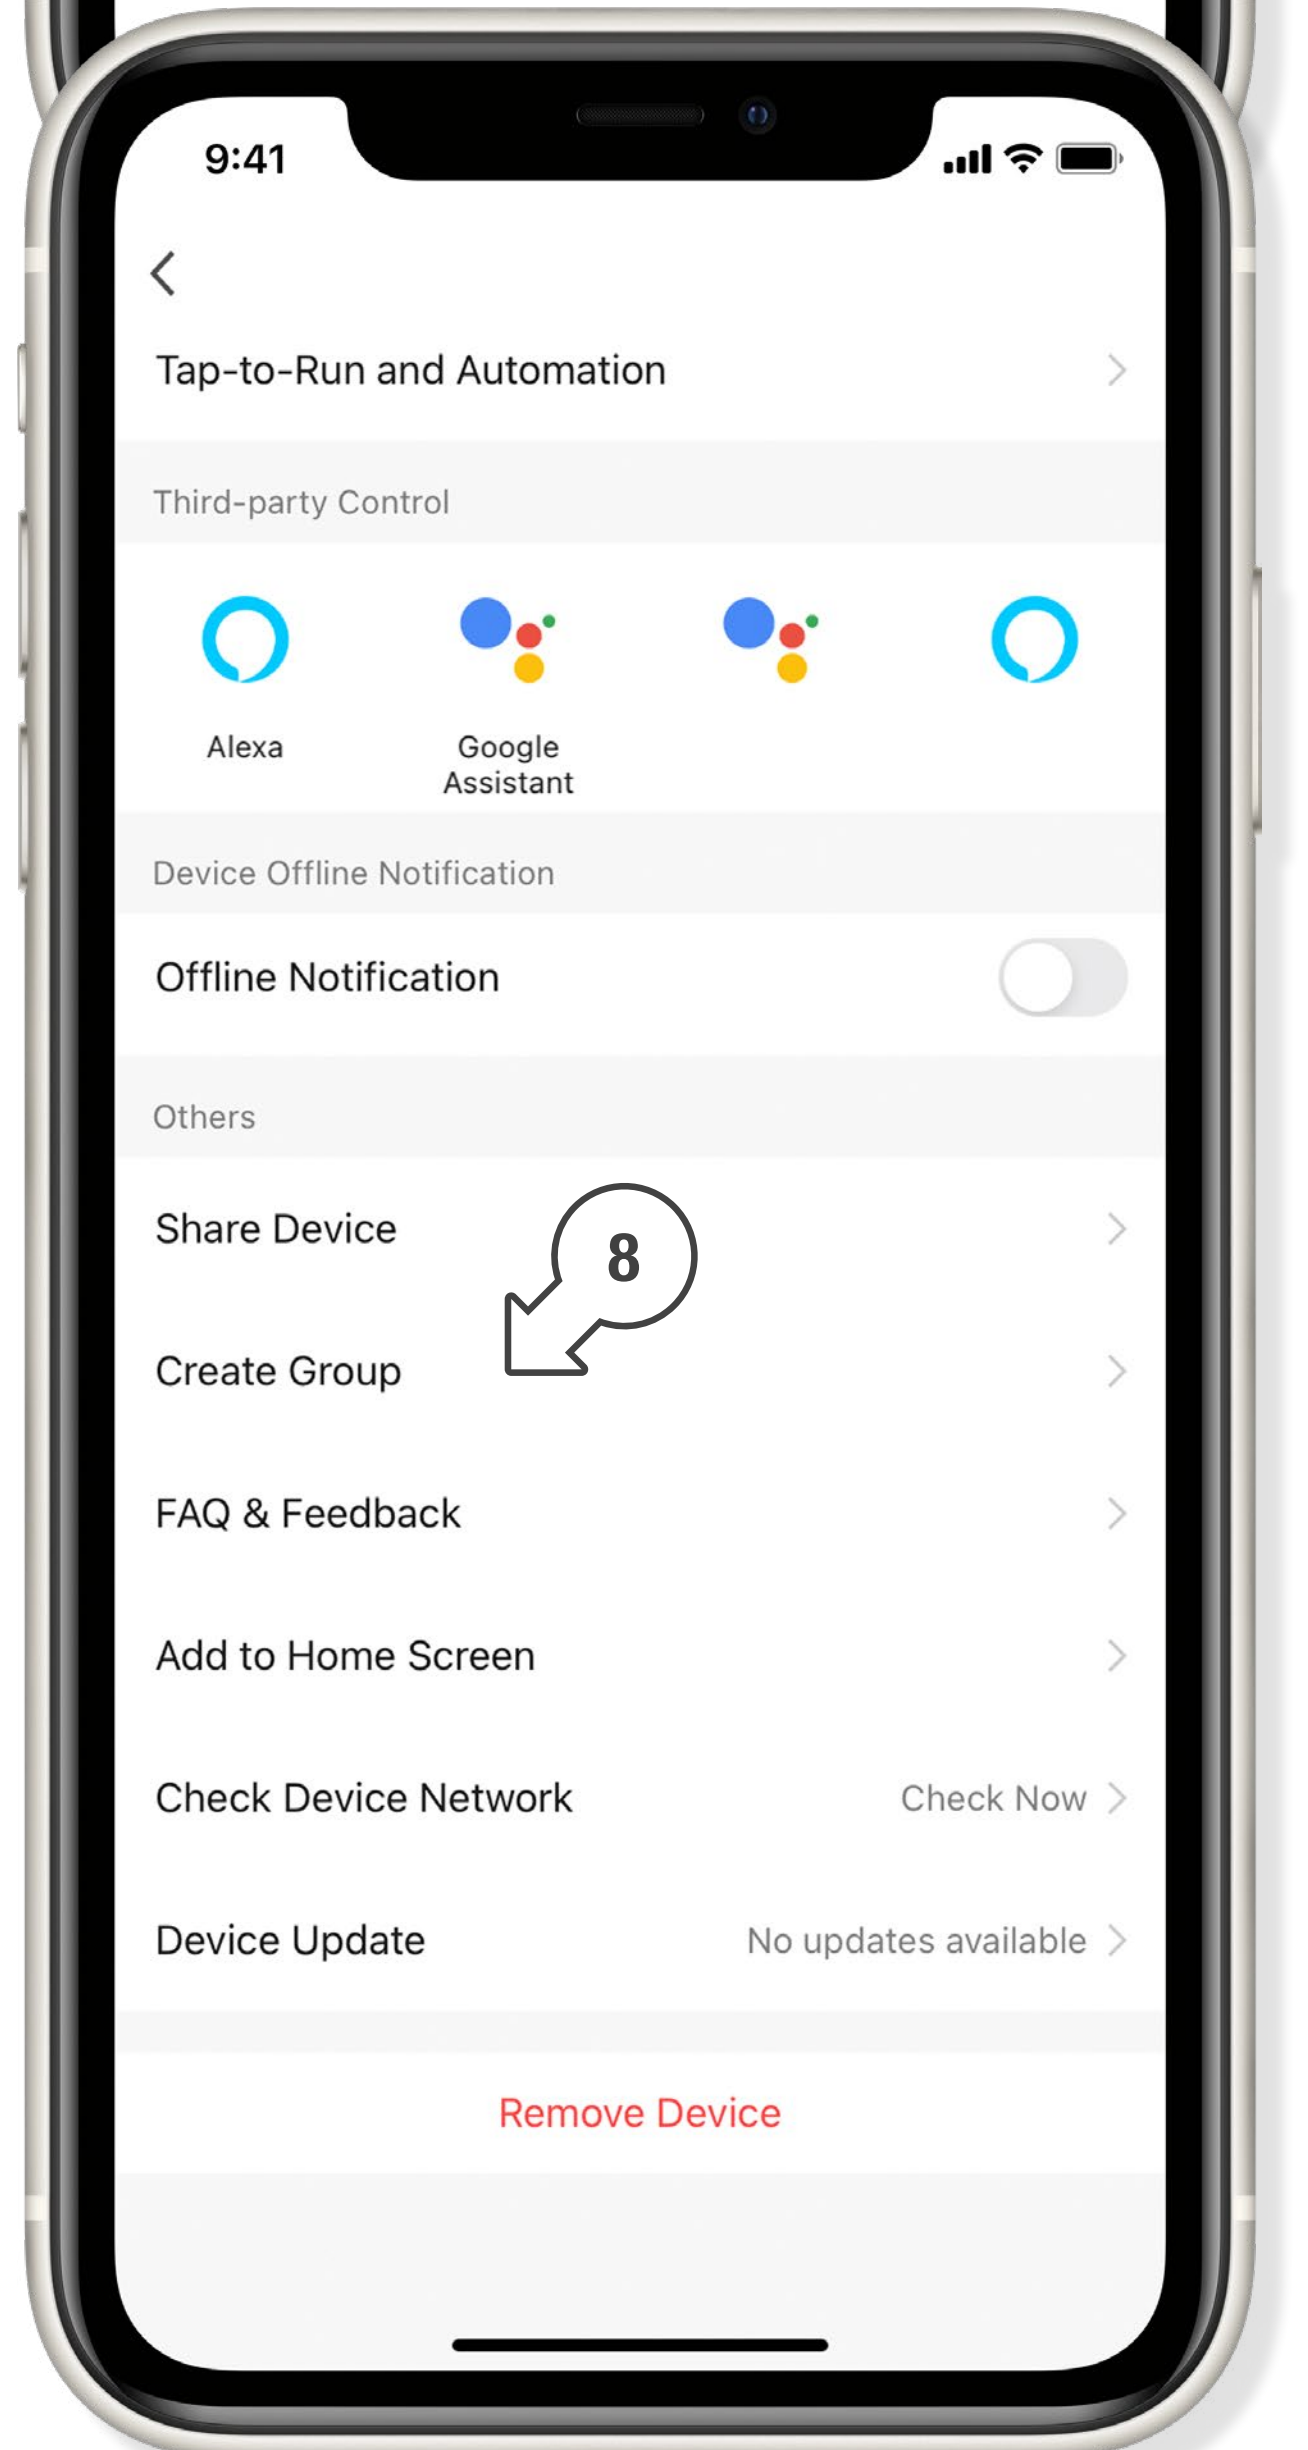 9:41
Tap-to-Run and Automation
Third-party Control
Alexa
Google
Assistant
Device Offline Notification
Offline Notification
Others
Share Device
8
Create Group
FAQ & Feedback
Add to Home Screen
Check Device Network Check Now
Device Update No updates available
Remove Device